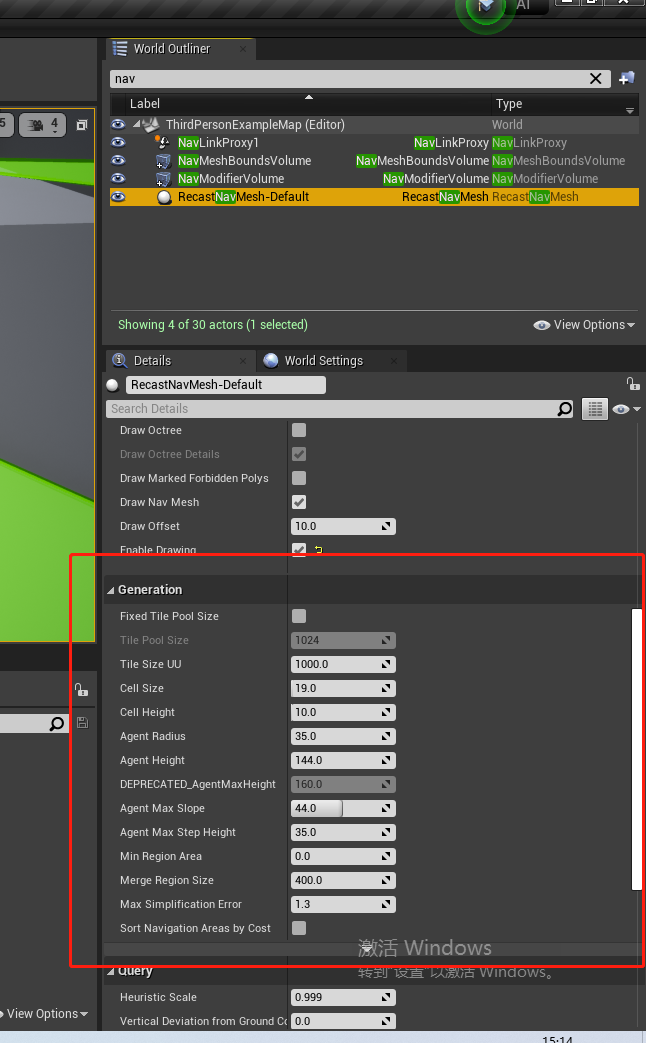 AI
World Outliner
nav
Label Type
ThirdPersonExampleMap (Editor) World
NavLinkProxy1 NavLinkProxy NavLinkProxy
NavMeshBoundsVolume NavMeshBoundsVolume NavMeshBoundsVolume
NavModifierVolume NavModifierVolume NavModifierVolume
RecastNavMesh-Default RecastNavMesh RecastNavMesh
5 4
Showing 4 of 30 actors (1 selected) View Options
Details World Settings
RecastNavMesh-Default
Search Details
Draw Octree
Draw Octree Details
Draw Marked Forbidden Polys
Draw Nav Mesh
Draw Offset 10.0
Enable Drawing
Generation
Fixed Tile Pool Size
Tile Pool Size 1024
Tile Size UU 1000.0
Cell Size 19.0
Cell Height 10.0
Agent Radius 35.0
Agent Height 144.0
DEPRECATED_AgentMaxHeight 160.0
Agent Max Slope 44.0
Agent Max Step Height 35.0
Min Region Area 0.0
Merge Region Size 400.0
Max Simplification Error 1.3
Sort Navigation Areas by Cost
激活 Windows
转到"设置"以激活 Windows。
Query
Heuristic Scale 0.999
View Options
Vertical Deviation from Ground Co 0.0
15:14